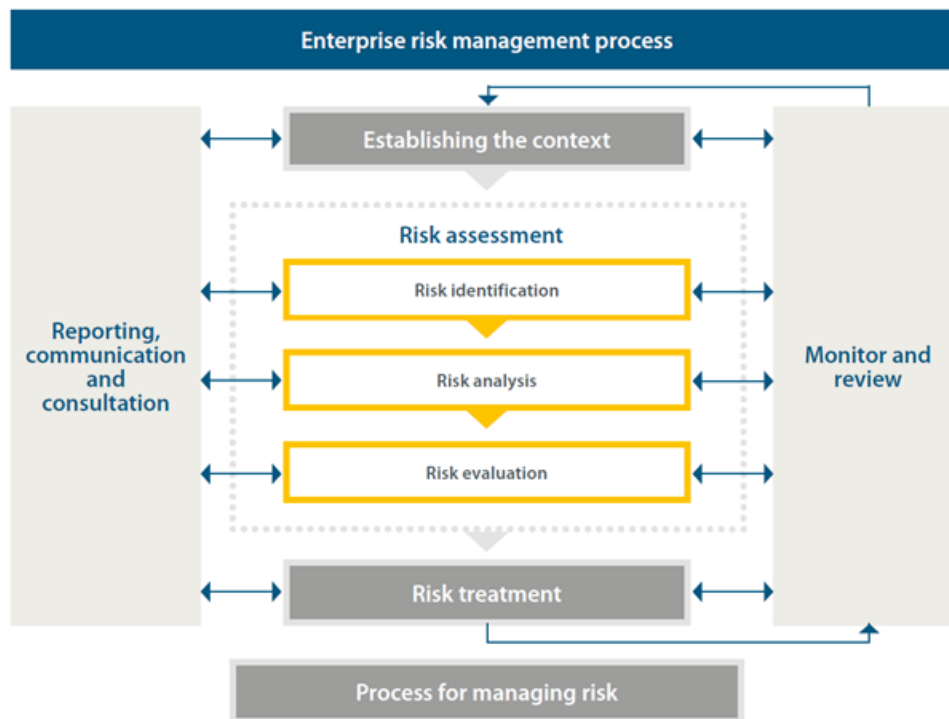 Enterprise risk management process
Establishing the context
Risk assessment
Risk identification
Reporting,
communication
and
consultation
Risk analysis
Monitor and
review
Risk evaluation
Risk treatment
Process for managing risk